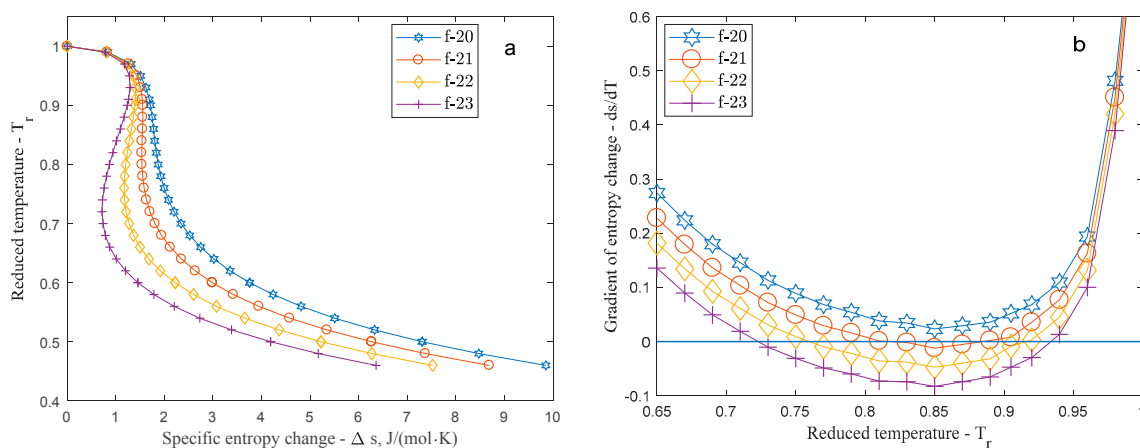 a
f-20
f-21
f-22
f-23
Reduced temperature - T_r
1
0.9
0.8
0.7
0.6
0.5
0.4
0 1 2 3 4 5 6 7 8 9 10
Specific entropy change - Δ s, J/(mol·K)
b
f-20
f-21
f-22
f-23
Gradient of entropy change - ds/dT
0.6
0.5
0.4
0.3
0.2
0.1
0
-0.1
0.65 0.7 0.75 0.8 0.85 0.9 0.95 1
Reduced temperature - T_r